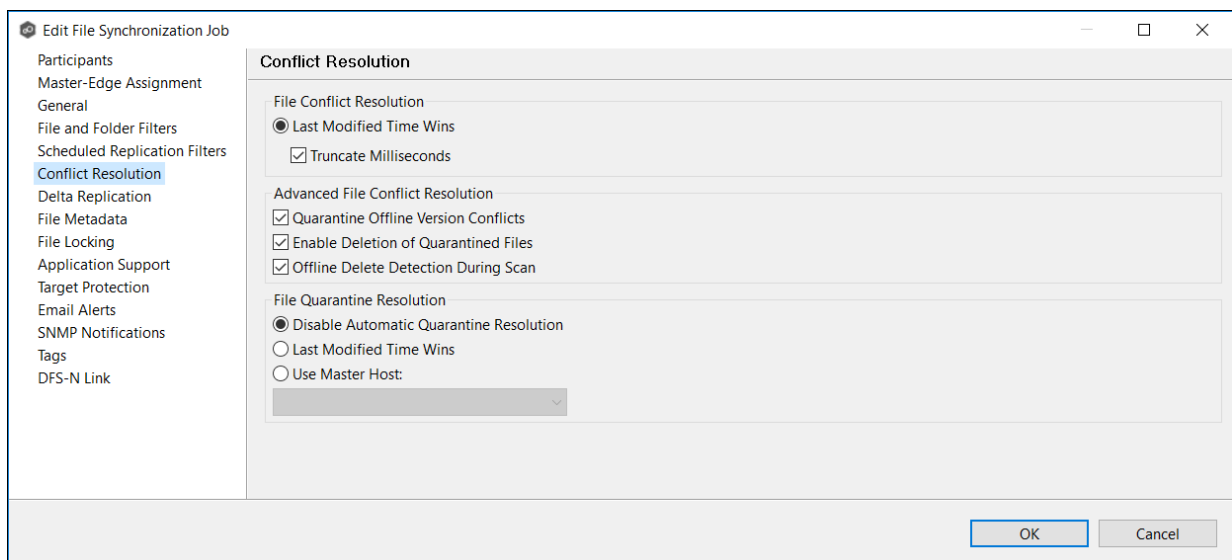 Edit File Synchronization Job
Participants
Master-Edge Assignment
General
File and Folder Filters
Scheduled Replication Filters
Conflict Resolution
Delta Replication
File Metadata
File Locking
Application Support
Target Protection
Email Alerts
SNMP Notifications
Tags
DFS-N Link
Conflict Resolution
File Conflict Resolution
Last Modified Time Wins
Truncate Milliseconds
Advanced File Conflict Resolution
Quarantine Offline Version Conflicts
Enable Deletion of Quarantined Files
Offline Delete Detection During Scan
File Quarantine Resolution
Disable Automatic Quarantine Resolution
Last Modified Time Wins
Use Master Host:
OK
Cancel